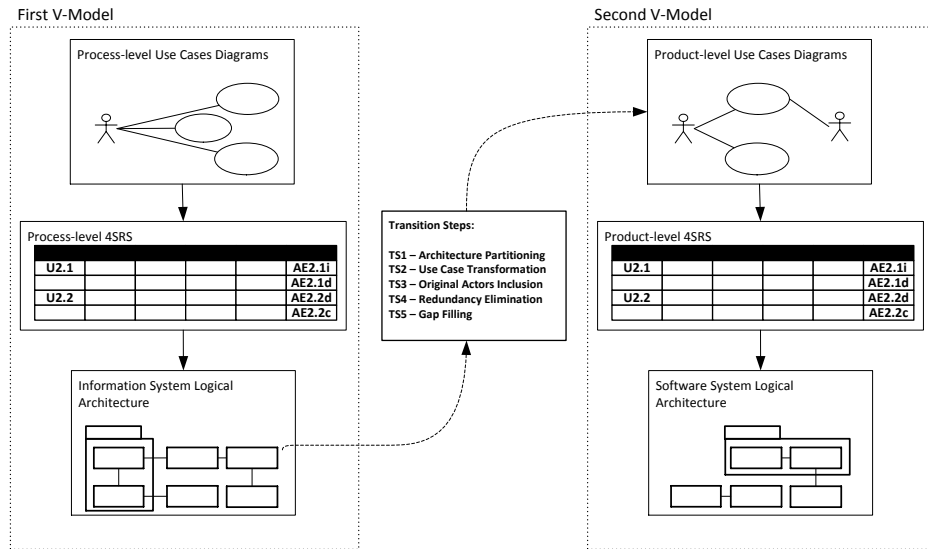 First V-Model
Process-level Use Cases Diagrams
Process-level 4SRS
U2.1 AE2.1i
AE2.1d
U2.2 AE2.2d
AE2.2c
Information System Logical
Architecture
Transition Steps:
TS1 – Architecture Partitioning
TS2 – Use Case Transformation
TS3 – Original Actors Inclusion
TS4 – Redundancy Elimination
TS5 – Gap Filling
Second V-Model
Product-level Use Cases Diagrams
Product-level 4SRS
U2.1 AE2.1i
AE2.1d
U2.2 AE2.2d
AE2.2c
Software System Logical
Architecture